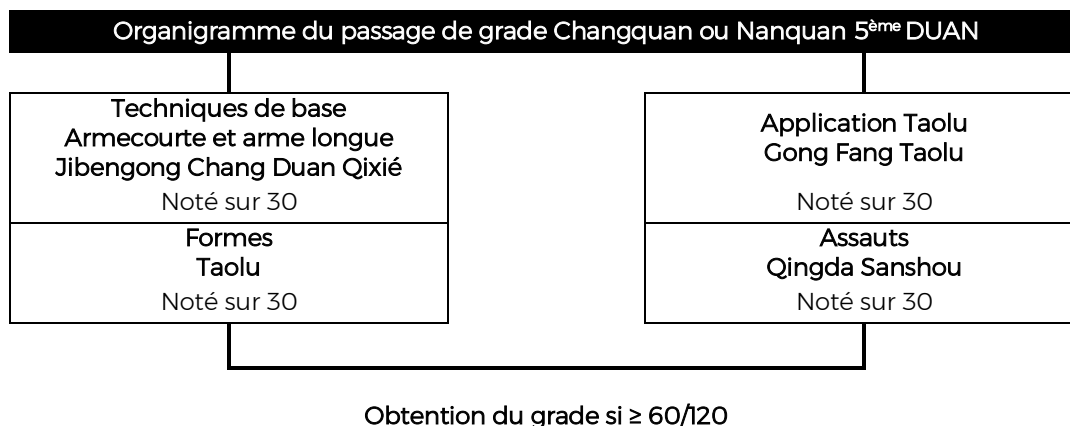 Organigramme du passage de grade Changquan ou Nanquan 5ème DUAN
Techniques de base
Armecourte et arme longue
Jibengong Chang Duan Qixié
Noté sur 30
Formes
Taolu
Noté sur 30
Application Taolu
Gong Fang Taolu
Noté sur 30
Assauts
Qingda Sanshou
Noté sur 30
Obtention du grade si ≥ 60/120